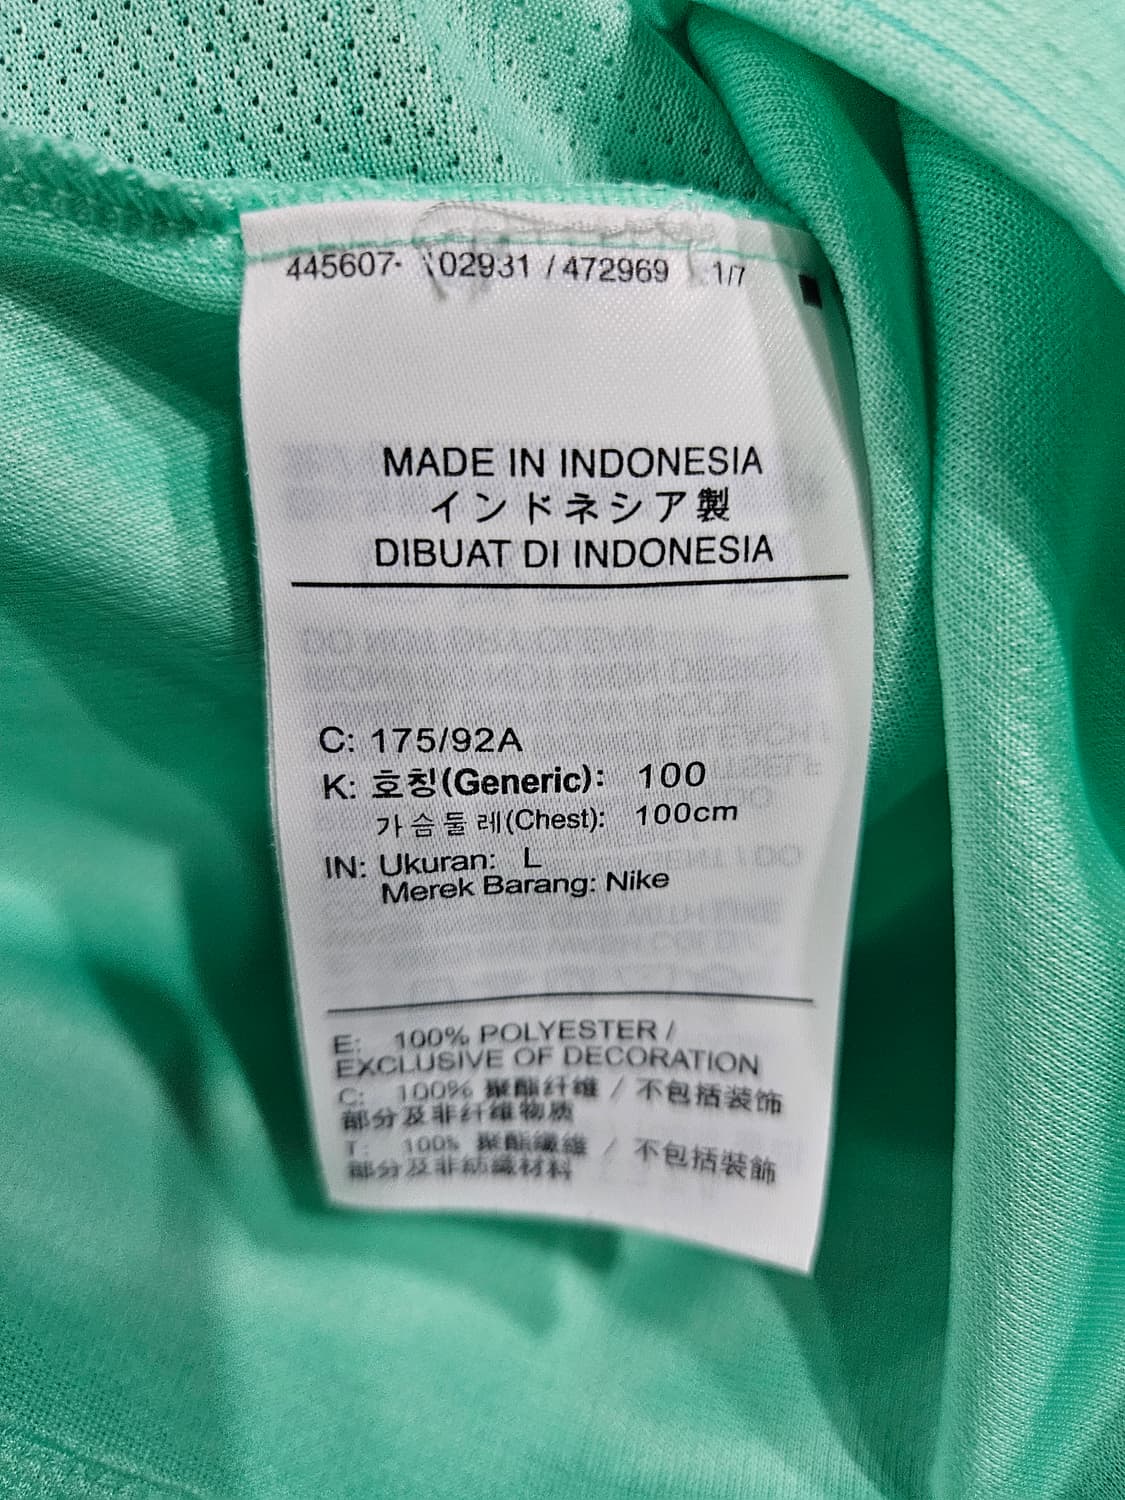 445607- 102931 / 472969 1/7
MADE IN INDONESIA
インドネシア製
DIBUAT DI INDONESIA
C: 175/92A
K: 호칭(Generic): 100
가슴둘레(Chest): 100cm
IN: Ukuran: L
Merek Barang: Nike
E: 100% POLYESTER /
EXCLUSIVE OF DECORATION
C: 100% 聚酯纤维 / 不包括装饰
部分及非纤维物质
T: 100% 聚酯纖維 / 不包括裝飾
部分及非紡織材料